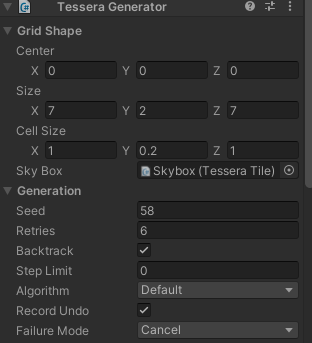 Tessera Generator
Grid Shape
Center
X 0 Y 0 Z 0
Size
X 7 Y 2 Z 7
Cell Size
X 1 Y 0.2 Z 1
Sky Box Skybox (Tessera Tile)
Generation
Seed 58
Retries 6
Backtrack
Step Limit 0
Algorithm Default
Record Undo
Failure Mode Cancel